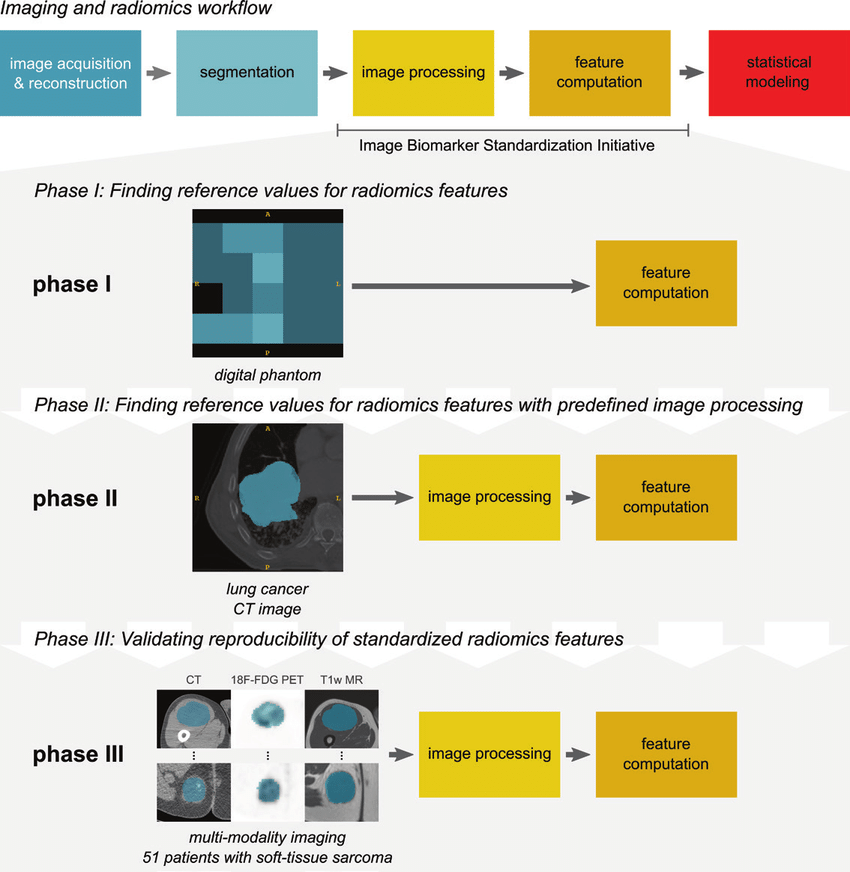 Imaging and radiomics workflow
image acquisition
& reconstruction
segmentation
image processing
feature
computation
statistical
modeling
Image Biomarker Standardization Initiative
Phase I: Finding reference values for radiomics features
phase I
A
R
L
P
digital phantom
feature
computation
Phase II: Finding reference values for radiomics features with predefined image processing
phase II
A
R
L
P
lung cancer
CT image
image processing
feature
computation
Phase III: Validating reproducibility of standardized radiomics features
phase III
CT
18F-FDG PET
T1w MR
multi-modality imaging
51 patients with soft-tissue sarcoma
image processing
feature
computation